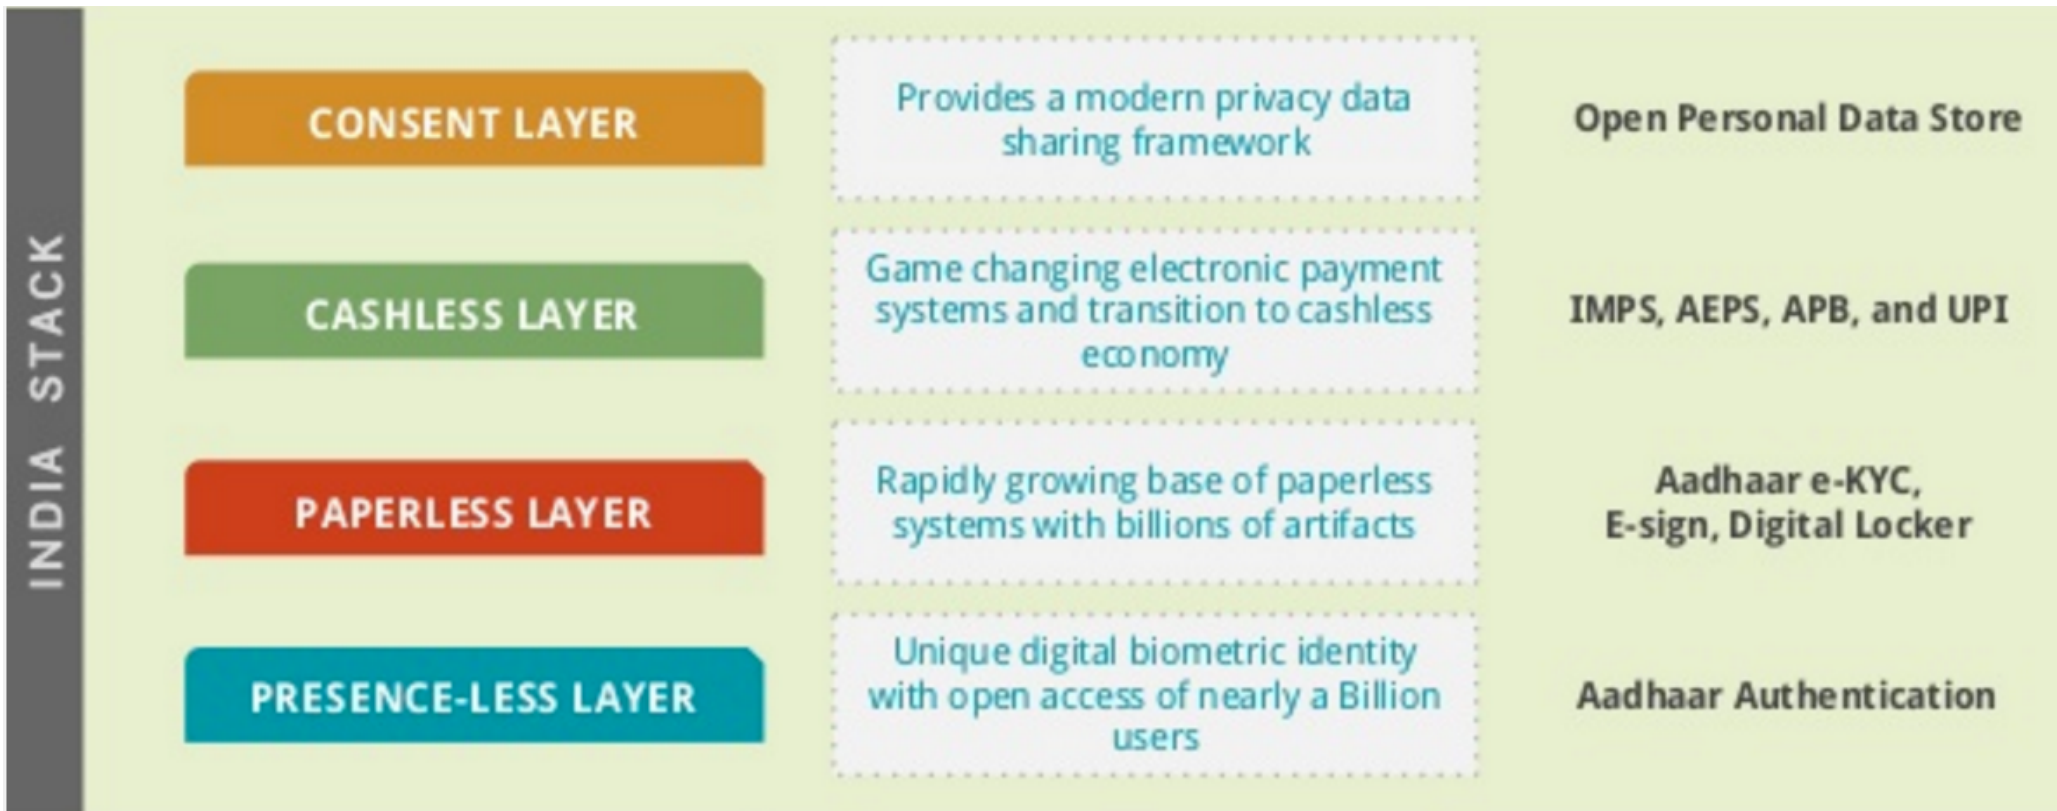 INDIA STACK
CONSENT LAYER
Provides a modern privacy data
sharing framework
Open Personal Data Store
CASHLESS LAYER
Game changing electronic payment
systems and transition to cashless
economy
IMPS, AEPS, APB, and UPI
PAPERLESS LAYER
Rapidly growing base of paperless
systems with billions of artifacts
Aadhaar e-KYC,
E-sign, Digital Locker
PRESENCE-LESS LAYER
Unique digital biometric identity
with open access of nearly a Billion
users
Aadhaar Authentication